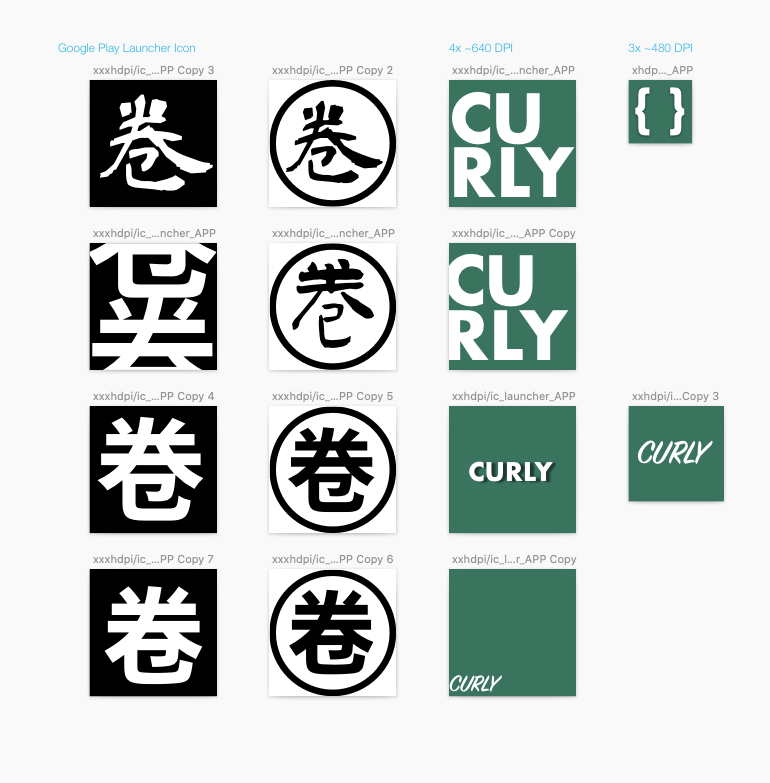 Google Play Launcher Icon
4x ~640 DPI
3x ~480 DPI
xxxhdpi/ic_...PP Copy 3
xxxhdpi/ic_...PP Copy 2
xxxhdpi/ic_...ncher_APP
xhdp..._APP
卷
卷
CU
RLY
{ }
xxxhdpi/ic_...ncher_APP
xxxhdpi/ic_...ncher_APP
xxxhdpi/ic_..._APP Copy
卷
卷
CU
RLY
xxxhdpi/ic_...PP Copy 4
xxxhdpi/ic_...PP Copy 5
xxhdpi/ic_launcher_APP
xxhdpi/i...Copy 3
卷
卷
CURLY
CURLY
xxxhdpi/ic_...PP Copy 7
xxxhdpi/ic_...PP Copy 6
xxhdpi/ic_l...r_APP Copy
卷
卷
CURLY